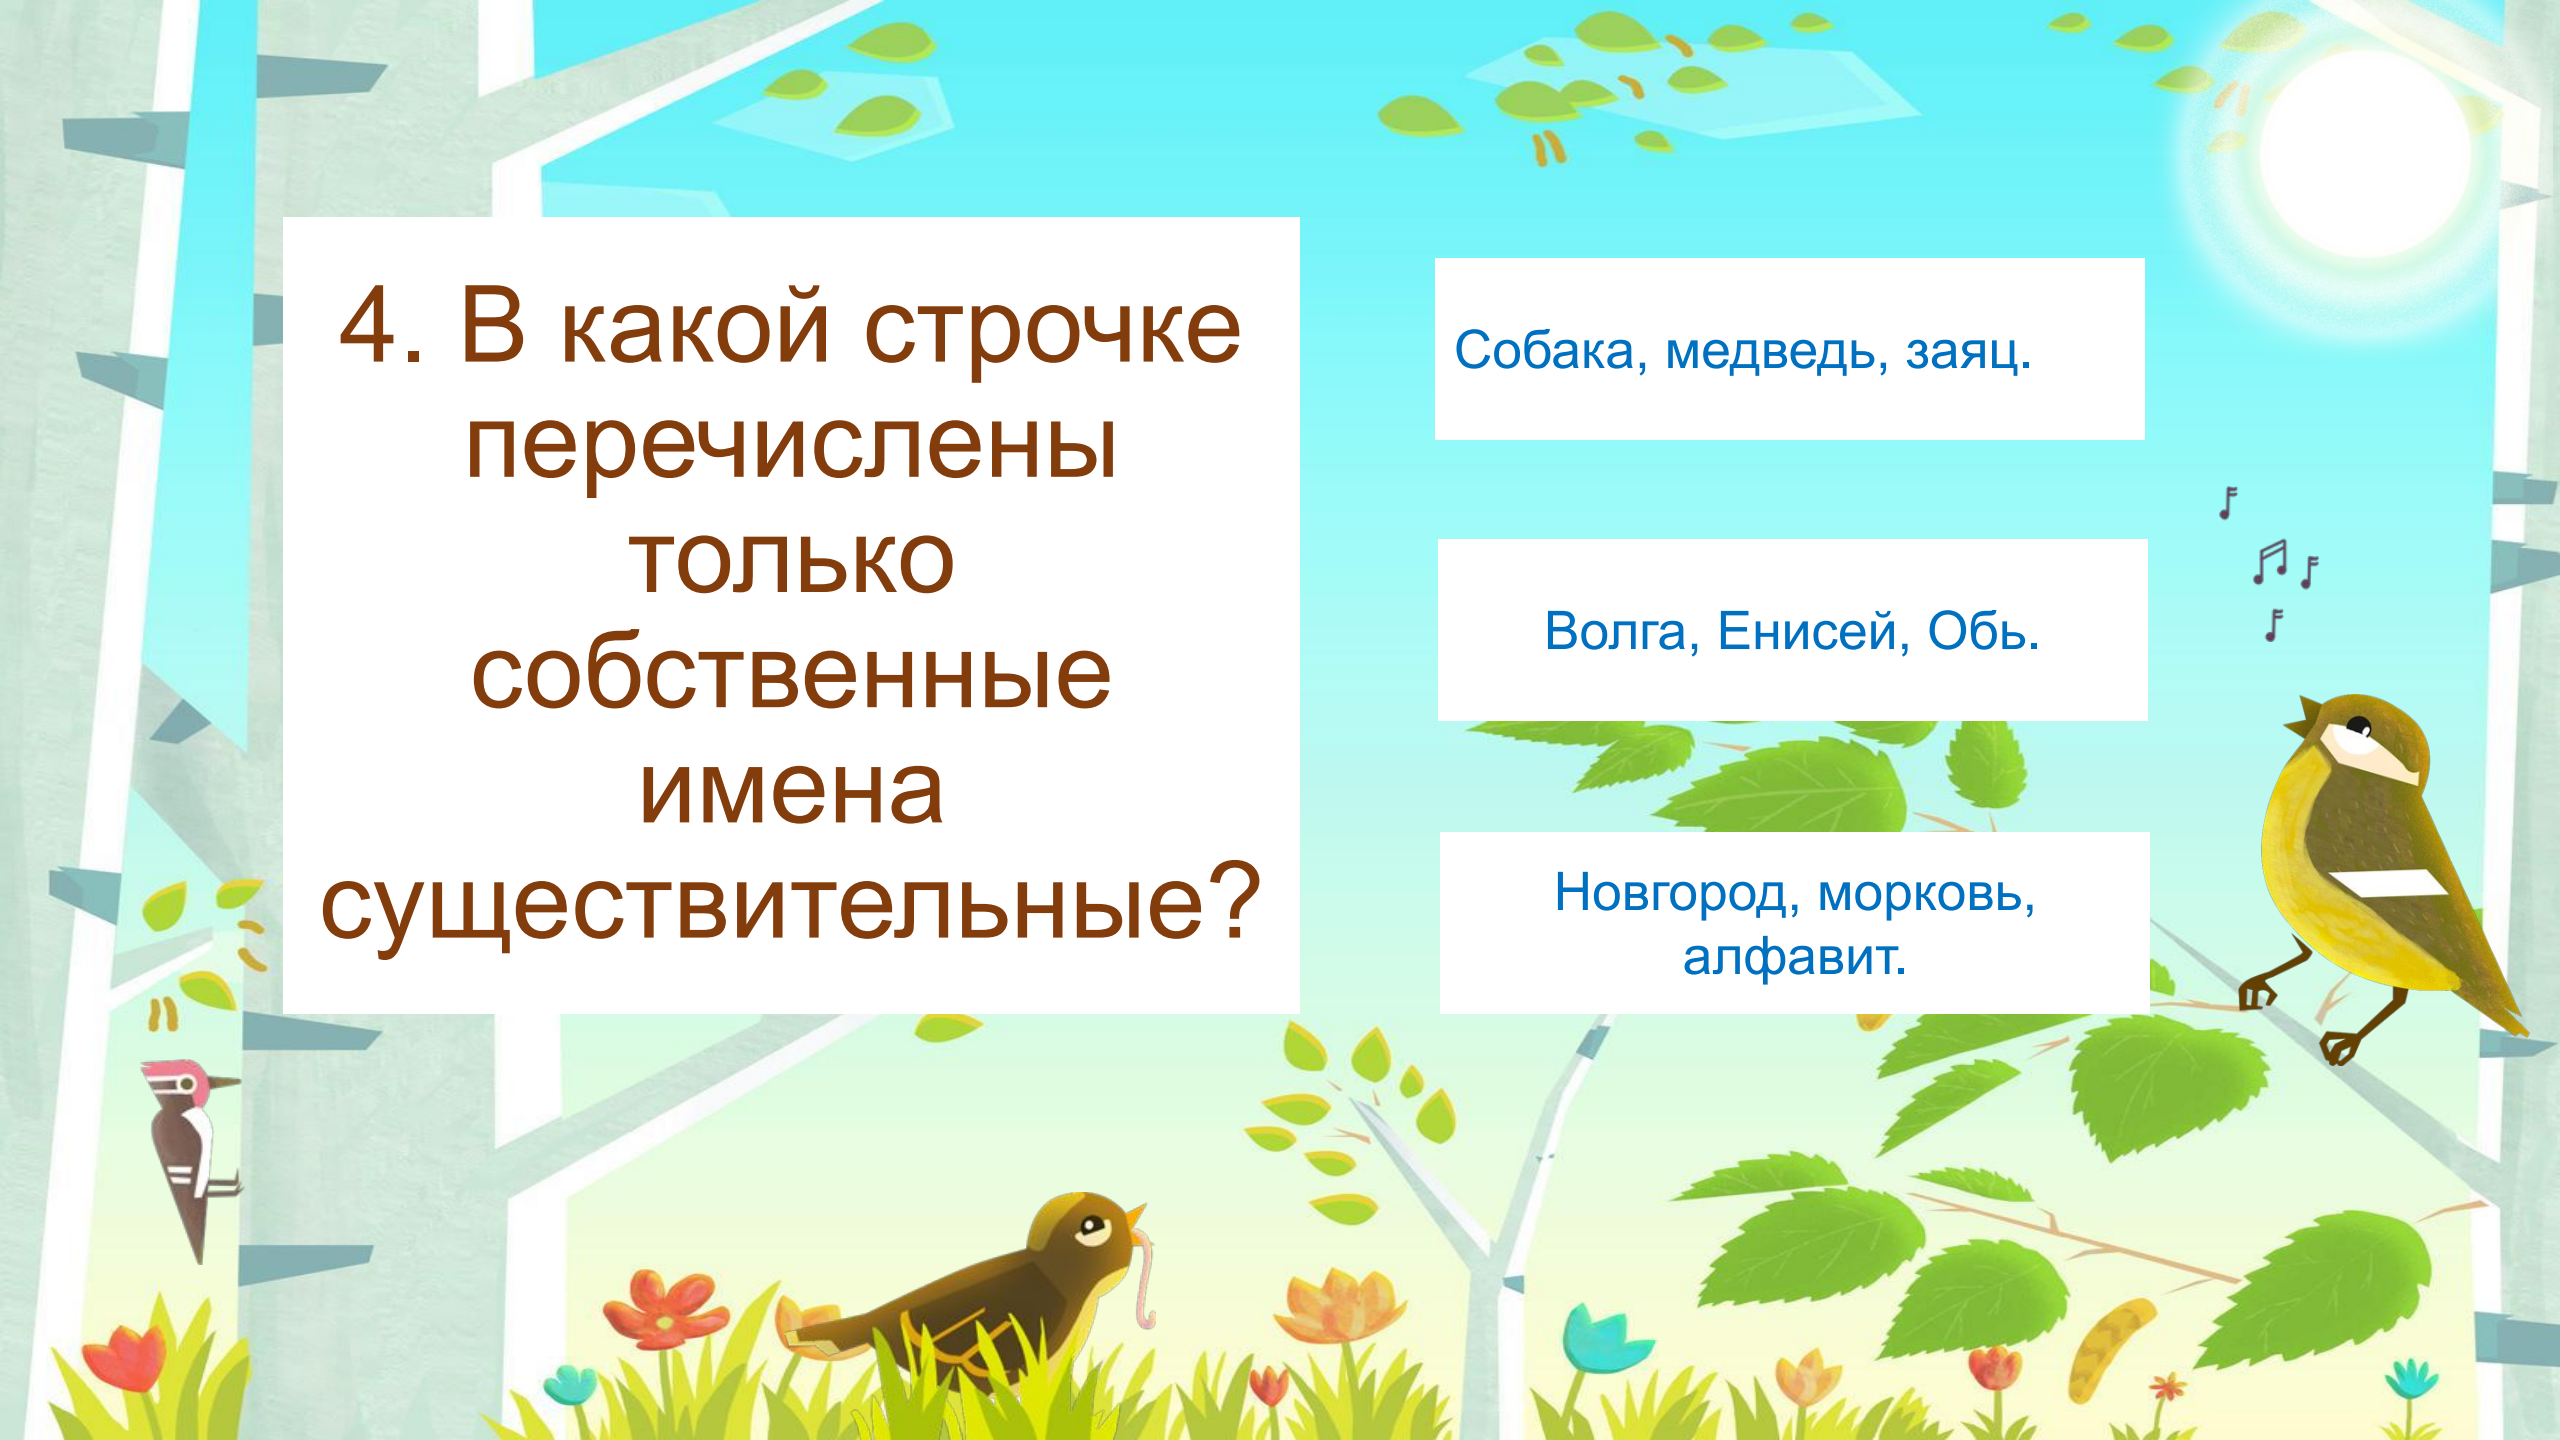 4. В какой строчке
перечислены
только
собственные
имена
существительные?
Собака, медведь, заяц.
Волга, Енисей, Обь.
Новгород, морковь,
алфавит.